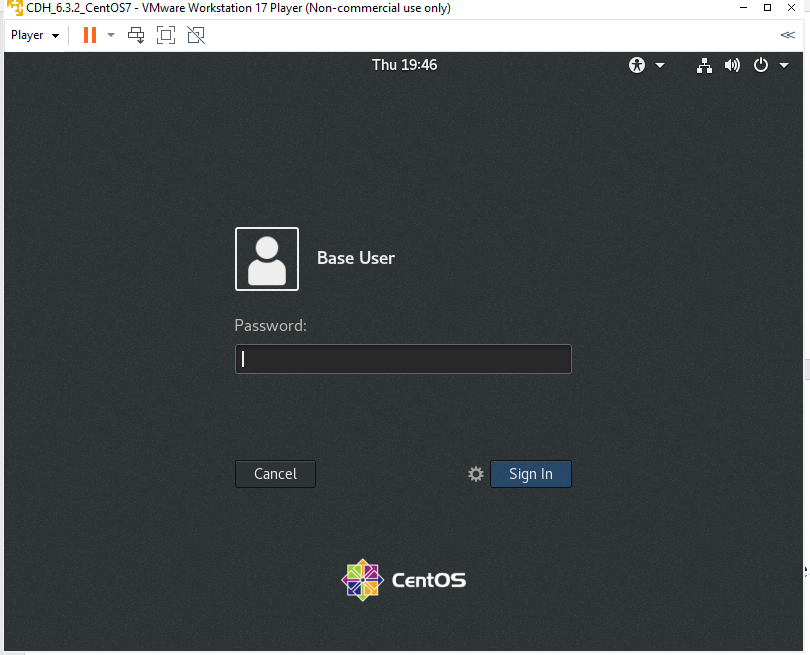 CDH_6.3.2_CentOS7 - VMware Workstation 17 Player (Non-commercial use only)
Player
Thu 19:46
Base User
Password:
Cancel
Sign In
CentOS